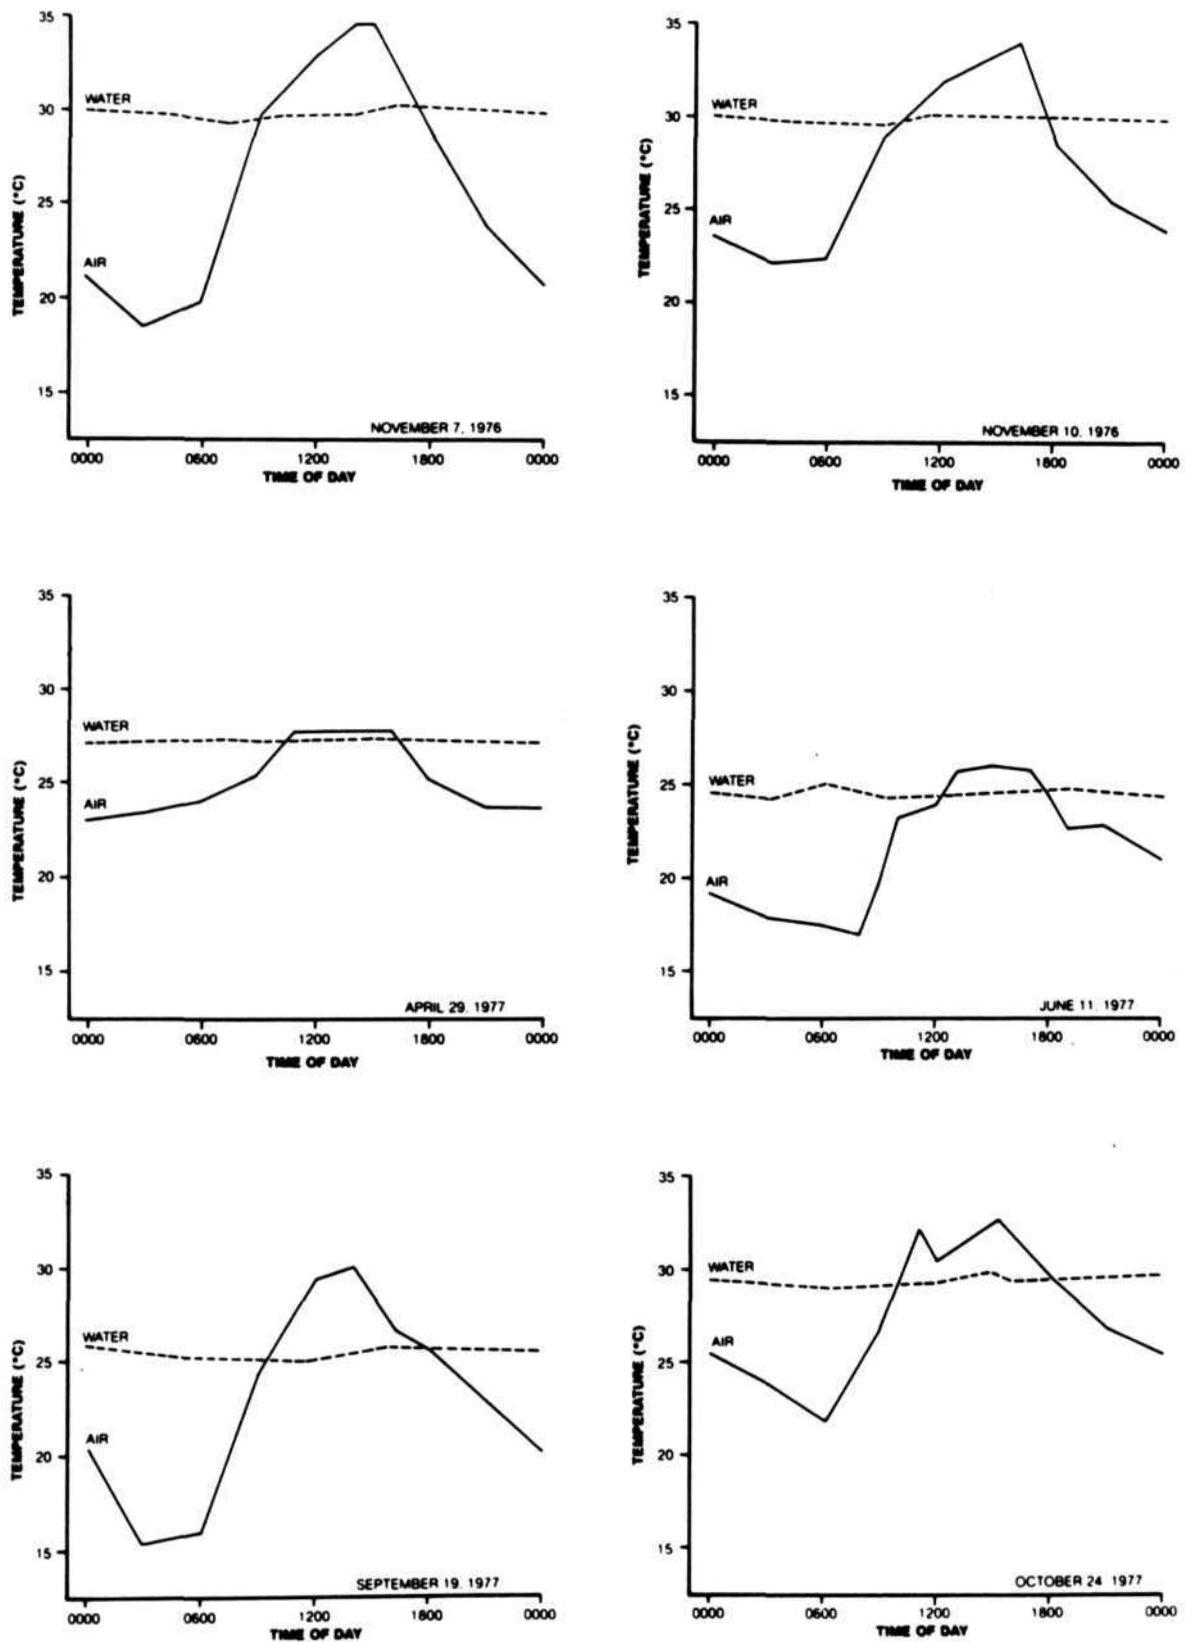 35
30
25
20
15
TEMPERATURE (°C)
WATER
AIR
NOVEMBER 7, 1976
0000 0600 1200 1800 0000
TIME OF DAY
35
30
25
20
15
TEMPERATURE (°C)
WATER
AIR
NOVEMBER 10, 1976
0000 0600 1200 1800 0000
TIME OF DAY
35
30
25
20
15
TEMPERATURE (°C)
WATER
AIR
APRIL 29, 1977
0000 0600 1200 1800 0000
TIME OF DAY
35
30
25
20
15
TEMPERATURE (°C)
WATER
AIR
JUNE 11, 1977
0000 0600 1200 1800 0000
TIME OF DAY
35
30
25
20
15
TEMPERATURE (°C)
WATER
AIR
SEPTEMBER 19, 1977
0000 0600 1200 1800 0000
TIME OF DAY
35
30
25
20
15
TEMPERATURE (°C)
WATER
AIR
OCTOBER 24 1977
0000 0600 1200 1800 0000
TIME OF DAY